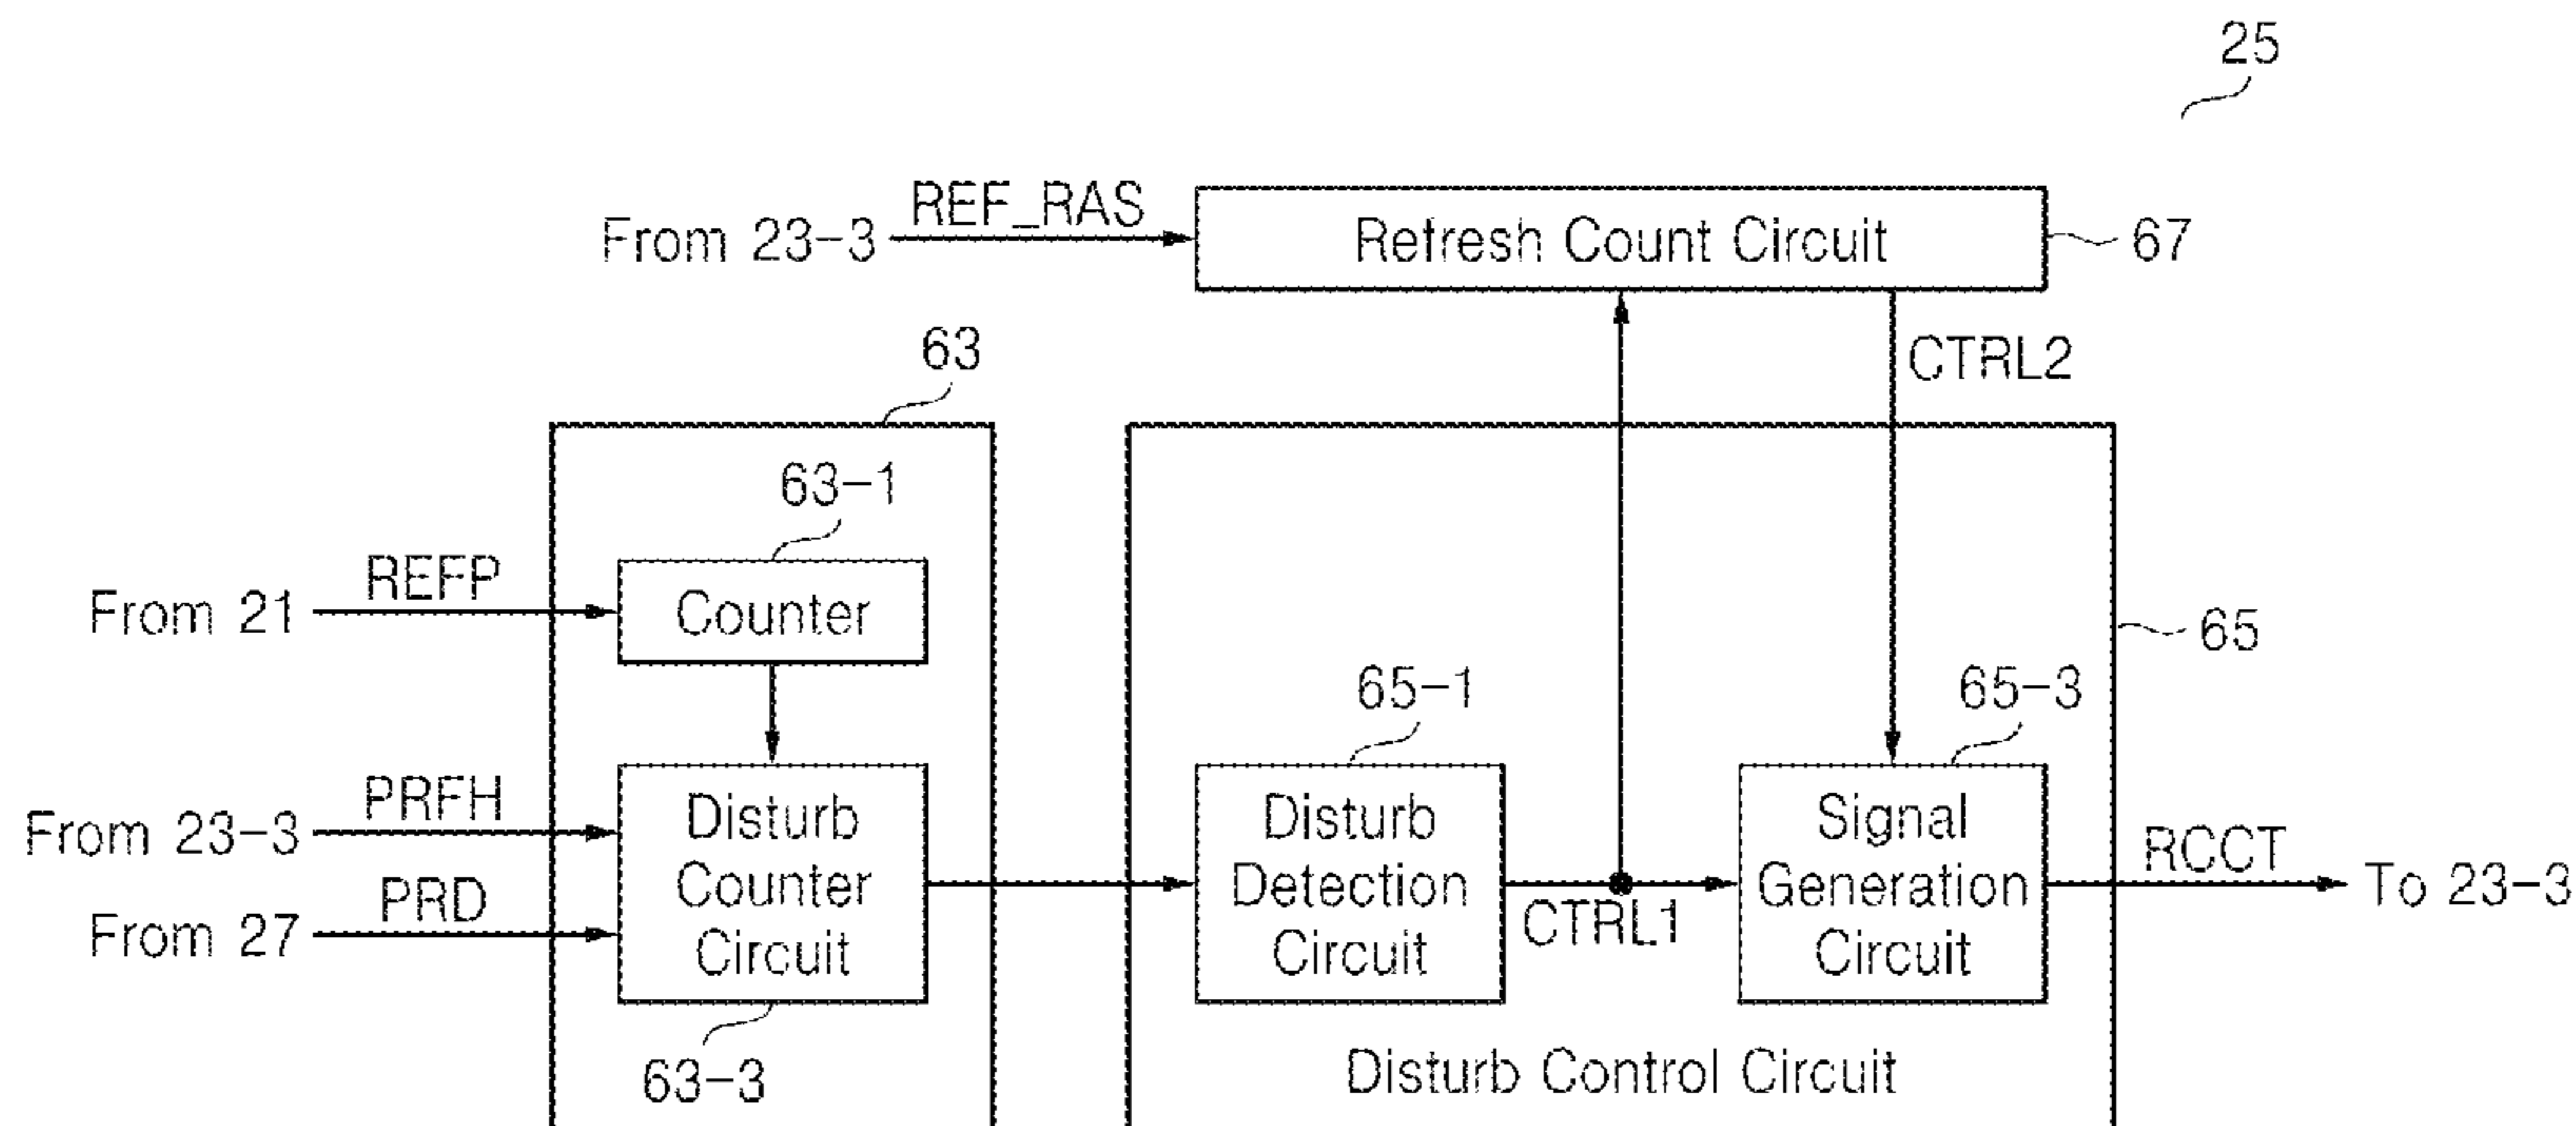 25
From 23-3 REF_RAS
Refresh Count Circuit
67
63
CTRL2
63-1
From 21 REFP
Counter
65
65-1
65-3
From 23-3 PRFH
From 27 PRD
Disturb
Counter
Circuit
Disturb
Detection
Circuit
CTRL1
Signal
Generation
Circuit
RCCT To 23-3
63-3
Disturb Control Circuit